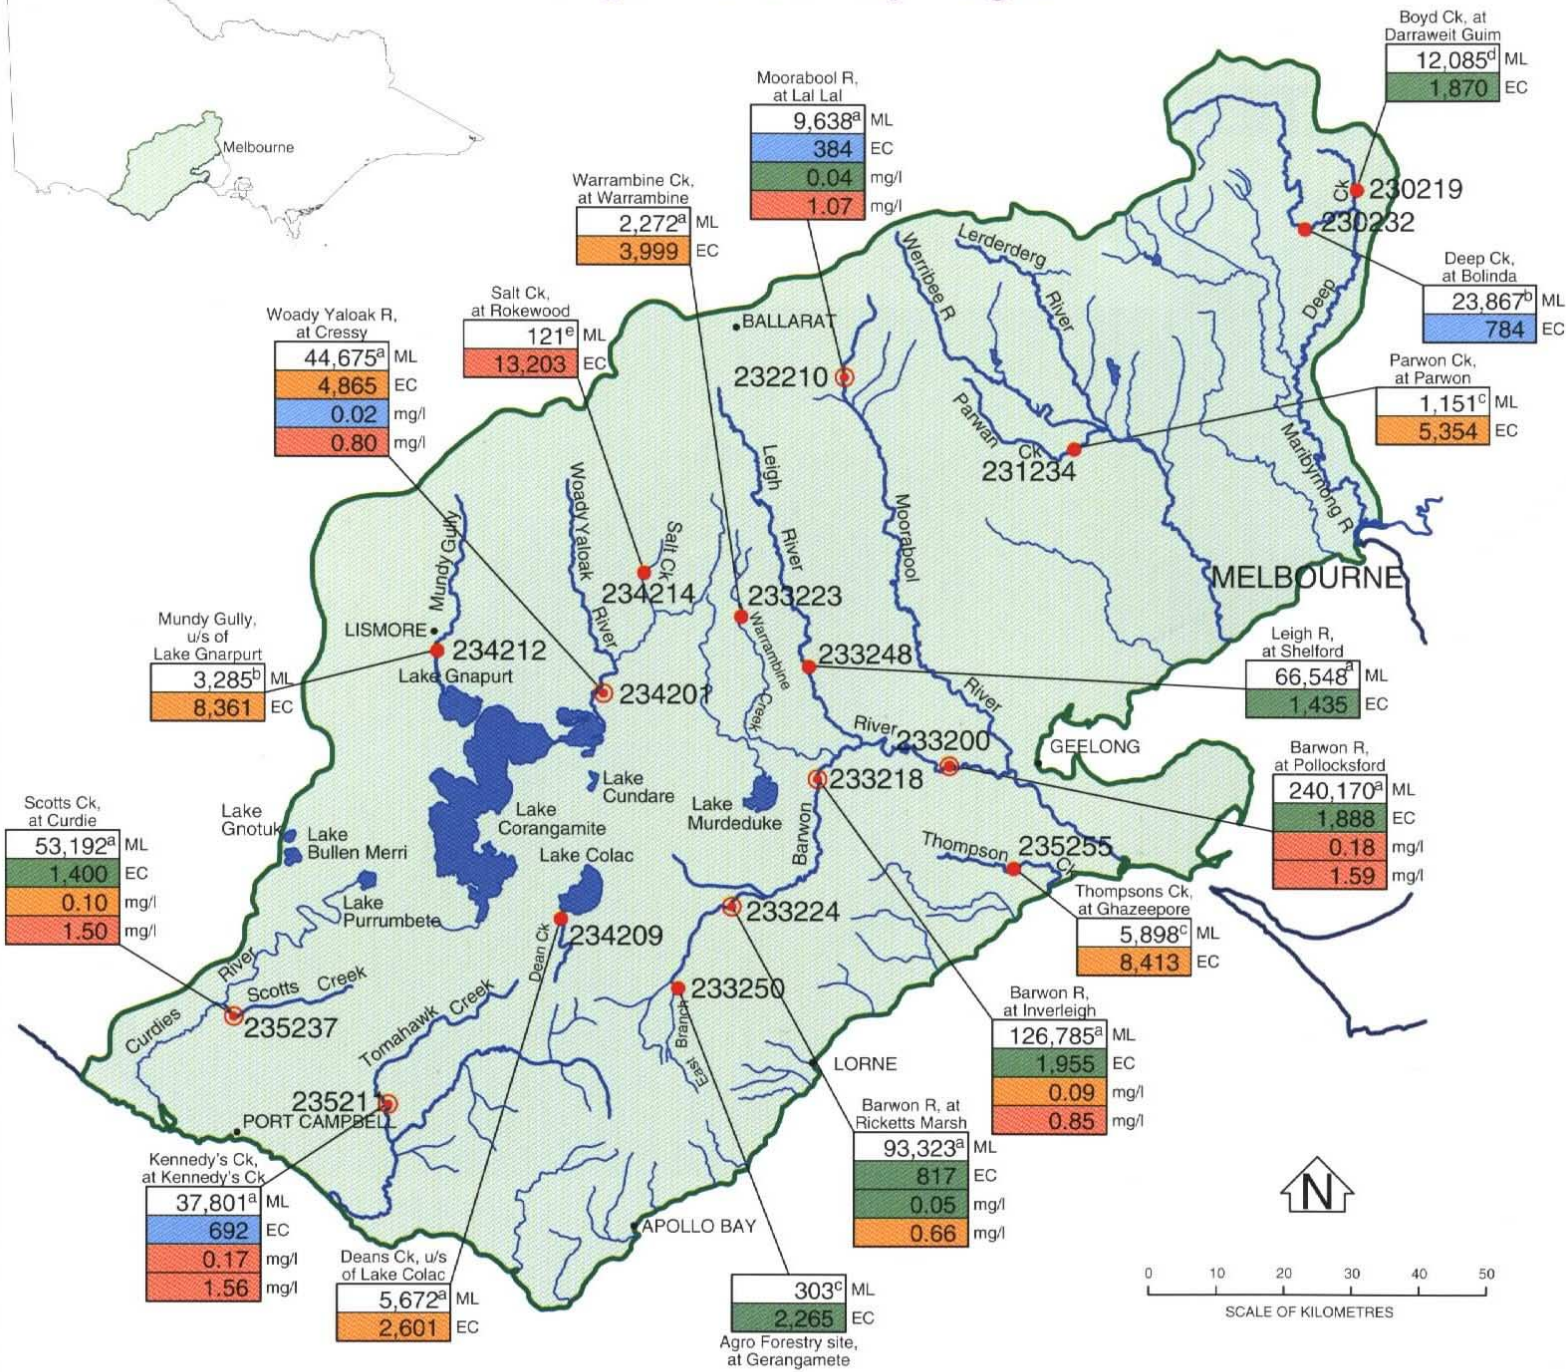 Melbourne
Boyd Ck, at
Darraweit Guim
12,085d ML
1,870 EC
Moorabool R,
at Lal Lal
9,638a ML
384 EC
0.04 mg/l
1.07 mg/l
Warrambine Ck,
at Warrambine
2,272a ML
3,999 EC
Ck
230219
230232
Deep Ck,
at Bolinda
23,867b ML
784 EC
Werribee R
Lerderderg
River
Deep
Salt Ck,
at Rokewood
121e ML
13,203 EC
Woady Yaloak R,
at Cressy
44,675a ML
4,865 EC
0.02 mg/l
0.80 mg/l
BALLARAT
232210
Parwon Ck,
at Parwon
1,151c ML
5,354 EC
Parwan
Ck
231234
Maribyrnong R
Leigh
River
Moorabool
River
Woady Yaloak
River
Salt Ck
234214
Mundy Gully
MELBOURNE
233223
Warrambine
Creek
Mundy Gully,
u/s of
Lake Gnarpurt
3,285b ML
8,361 EC
LISMORE
234212
Lake Gnapurt
234201
233248
Leigh R,
at Shelford
66,548a ML
1,435 EC
River
233200
GEELONG
233218
Barwon R,
at Pollocksford
240,170a ML
1,888 EC
0.18 mg/l
1.59 mg/l
Lake
Cundare
Lake
Murdeduke
Barwon
Lake
Corangamite
Lake Colac
Lake
Gnotuk
Lake
Bullen Merri
Lake
Purrumbete
Scotts Ck,
at Curdie
53,192a ML
1,400 EC
0.10 mg/l
1.50 mg/l
Thompson
Ck
235255
Thompsons Ck,
at Ghazeepore
5,898c ML
8,413 EC
233224
234209
Dean Ck
233250
East
Branch
River
Scotts Creek
235237
Curdies
Tomahawk Creek
Barwon R,
at Inverleigh
126,785a ML
1,955 EC
0.09 mg/l
0.85 mg/l
LORNE
23521
PORT CAMPBELL
Barwon R, at
Ricketts Marsh
93,323a ML
817 EC
0.05 mg/l
0.66 mg/l
Kennedy's Ck,
at Kennedy's Ck
37,801a ML
692 EC
0.17 mg/l
1.56 mg/l
N
APOLLO BAY
Deans Ck, u/s
of Lake Colac
5,672a ML
2,601 EC
303c ML
2,265 EC
Agro Forestry site,
at Gerangamete
0 10 20 30 40 50
SCALE OF KILOMETRES